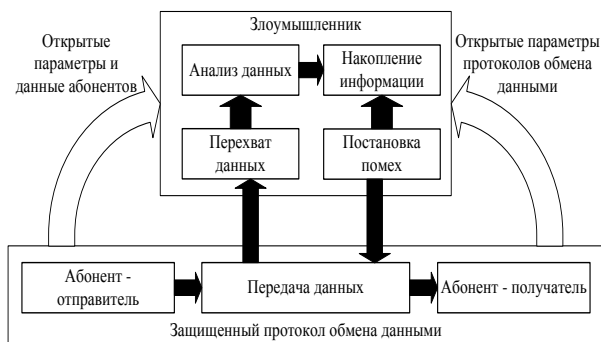 Злоумышленник
Открытые
параметры и
данные абонентов
Анализ данных
Накопление
информации
Открытые параметры
протоколов обмена
данными
Перехват
данных
Постановка
помех
Абонент -
отправитель
Передача данных
Абонент - получатель
Защищенный протокол обмена данными